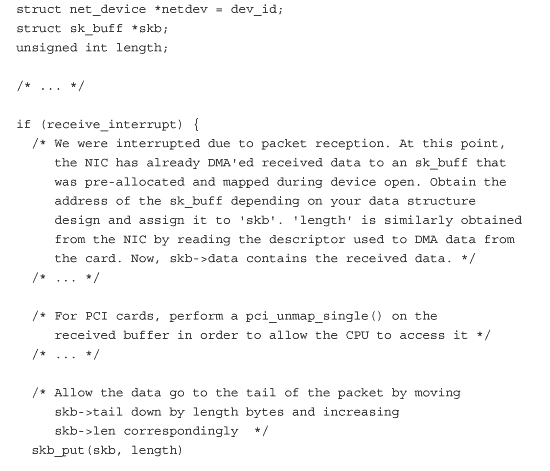 struct net_device *netdev = dev_id;
struct sk_buff *skb;
unsigned int length;
/* ... */
if (receive_interrupt) {
/* We were interrupted due to packet reception. At this point,
the NIC has already DMA'ed received data to an sk_buff that
was pre-allocated and mapped during device open. Obtain the
address of the sk_buff depending on your data structure
design and assign it to 'skb'. 'length' is similarly obtained
from the NIC by reading the descriptor used to DMA data from
the card. Now, skb->data contains the received data. */
/* ... */
/* For PCI cards, perform a pci_unmap_single() on the
received buffer in order to allow the CPU to access it */
/* ... */
/* Allow the data go to the tail of the packet by moving
skb->tail down by length bytes and increasing
skb->len correspondingly */
skb_put(skb, length)